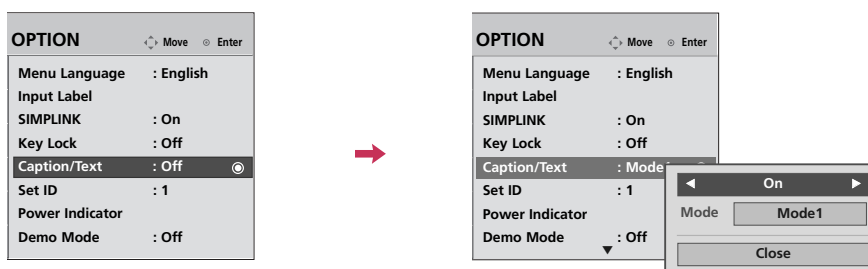 OPTION Move Enter
Menu Language : English
Input Label
SIMPLINK : On
Key Lock : Off
Caption/Text : Off
Set ID : 1
Power Indicator
Demo Mode : Off
OPTION Move Enter
Menu Language : English
Input Label
SIMPLINK : On
Key Lock : Off
Caption/Text : Mode
Set ID : 1
Power Indicator
Demo Mode : Off
On
Mode Mode1
Close